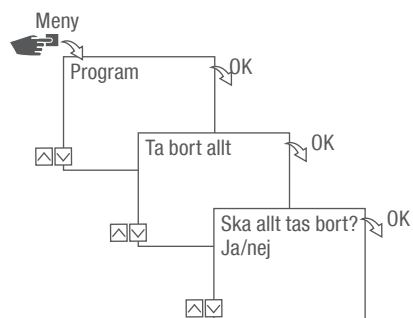 Meny
Program
OK
Ta bort allt
OK
Ska allt tas bort?
Ja/nej
OK